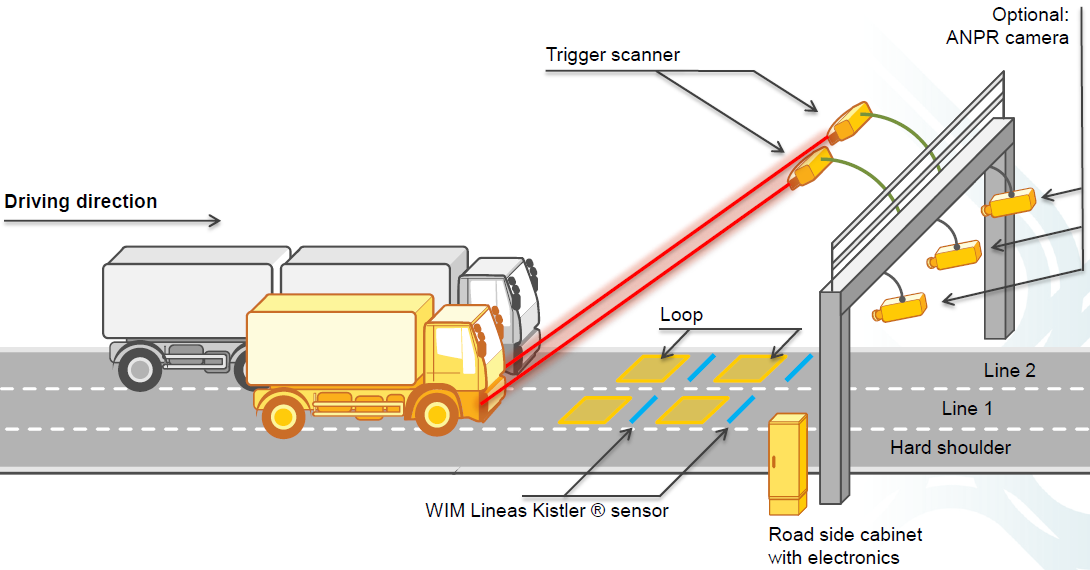 Optional:
ANPR camera
Trigger scanner
Driving direction
Loop
Line 2
Line 1
Hard shoulder
WIM Lineas Kistler ® sensor
Road side cabinet
with electronics